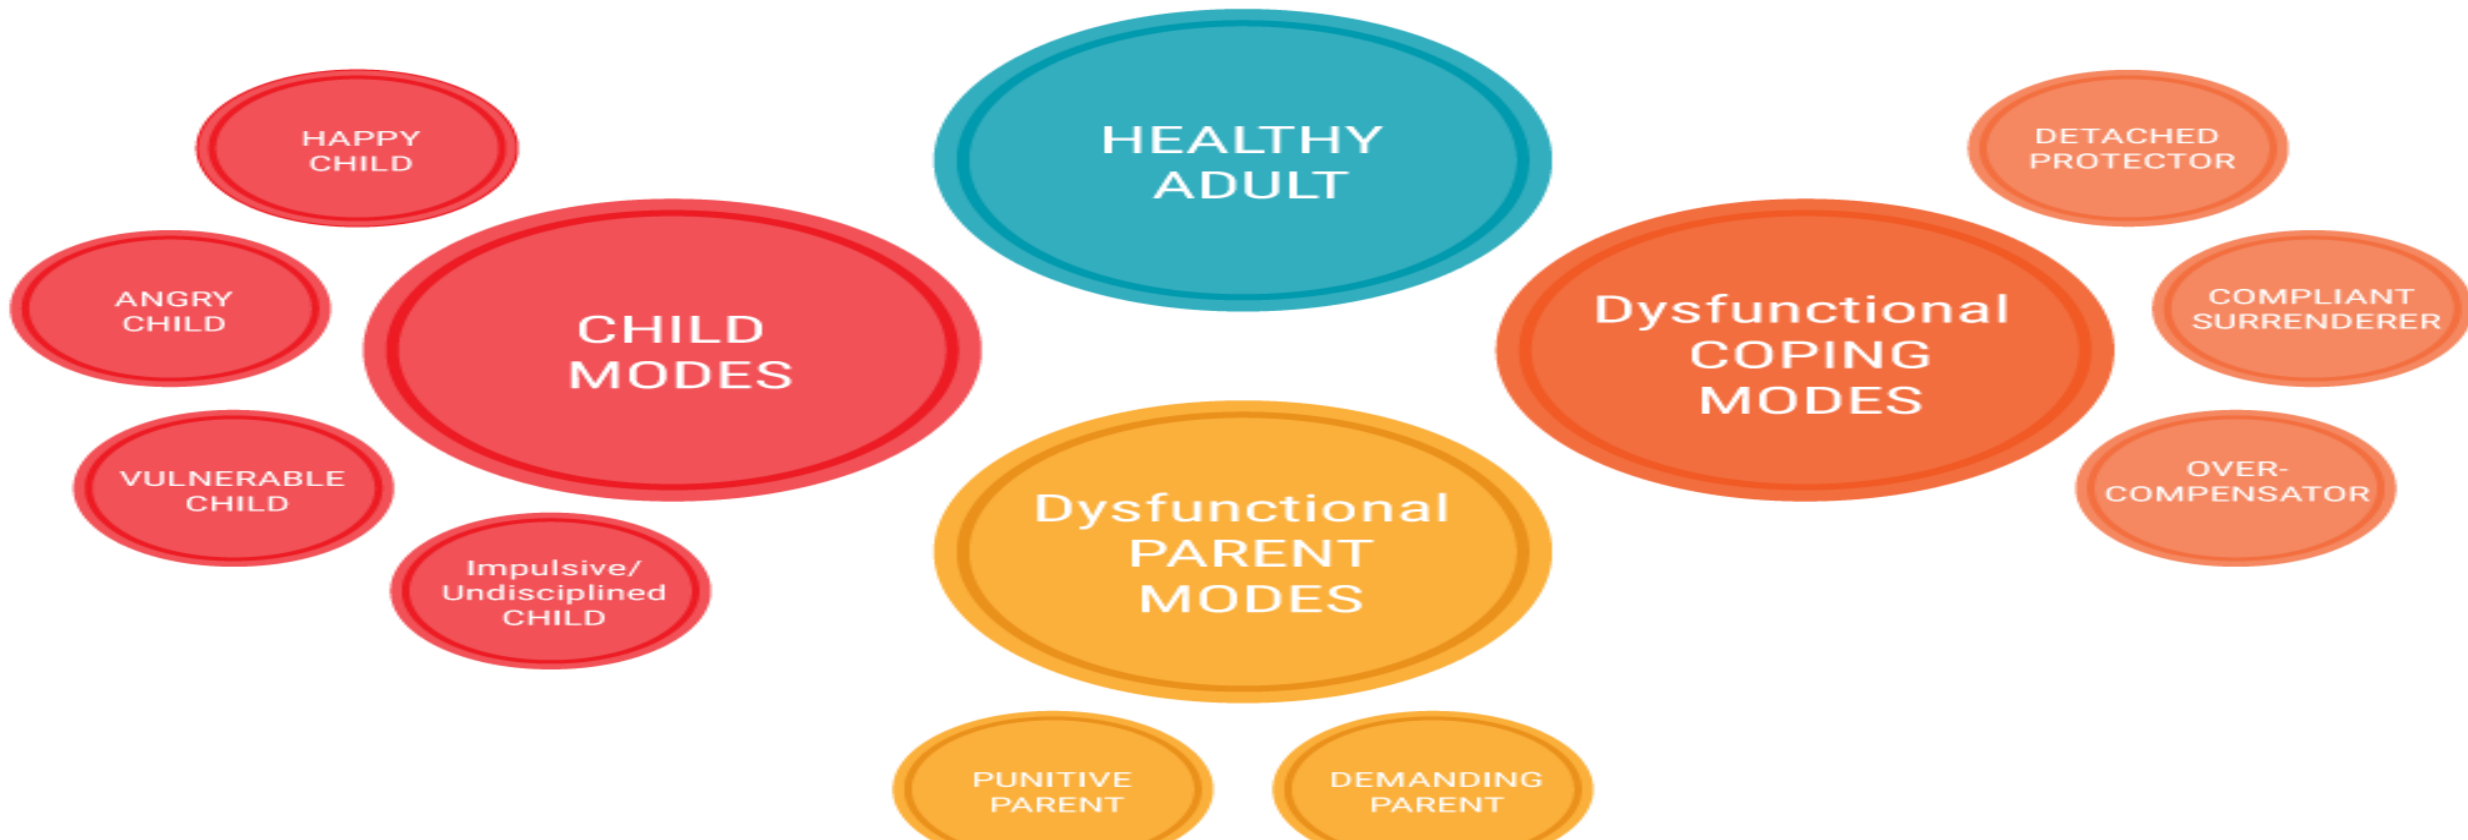 HEALTHY
ADULT
HAPPY
CHILD
ANGRY
CHILD
VULNERABLE
CHILD
Impulsive/
Undisciplined
CHILD
CHILD
MODES
Dysfunctional
PARENT
MODES
PUNITIVE
PARENT
DEMANDING
PARENT
Dysfunctional
COPING
MODES
DETACHED
PROTECTOR
COMPLIANT
SURRENDERER
OVER-
COMPENSATOR